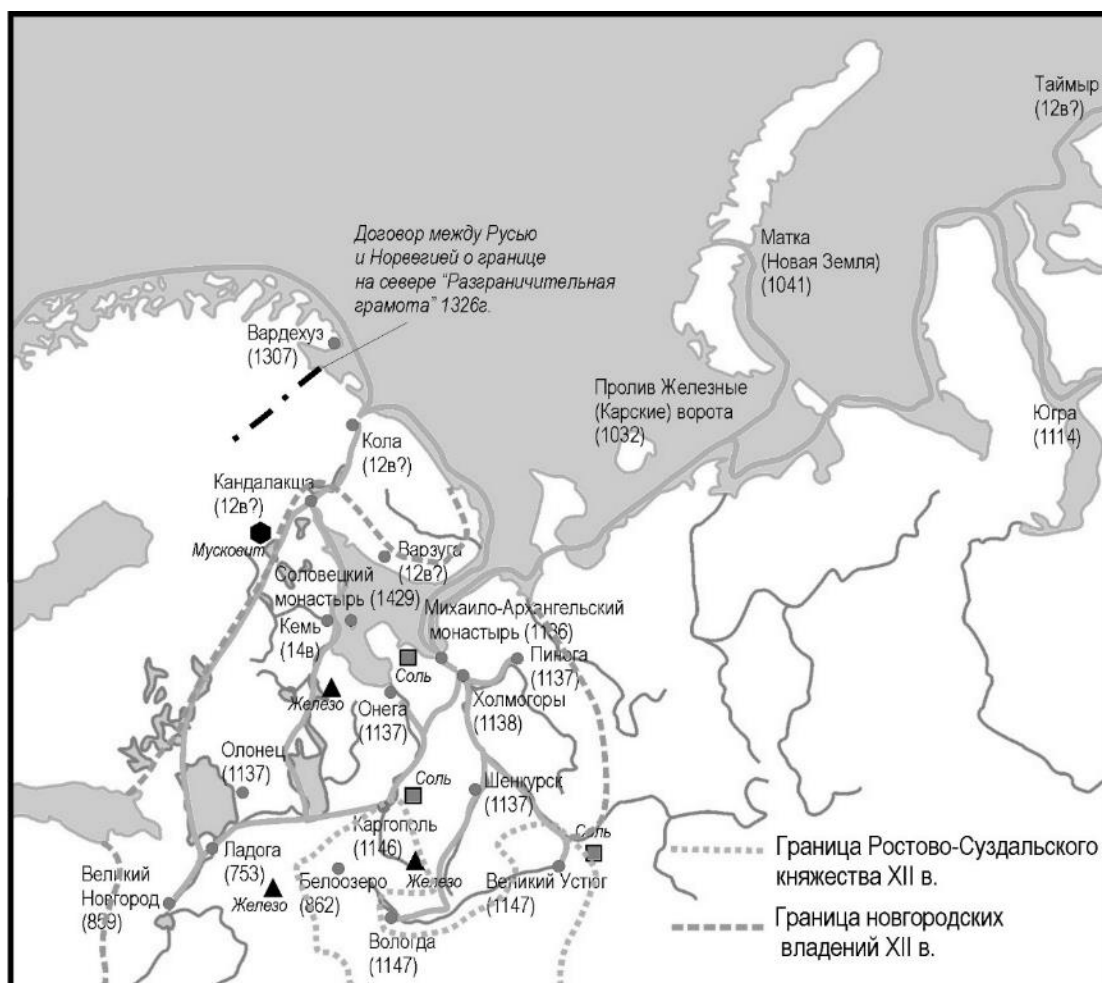 Таймыр
(12в?)
Договор между Русью
и Норвегией о границе
на севере “Разграничительная
грамота” 1326г.
Матка
(Новая Земля)
(1041)
Вардехуз
(1307)
Пролив Железные
(Карские) ворота
(1032)
Югра
(1114)
Кола
(12в?)
Кандалакша
(12в?)
Мусковит
Варзуга
(12в?)
Соловецкий
монастырь (1429)
Михаило-Архангельский
монастырь (1136)
Кемь
(14в)
Соль
Пинега
(1137)
Железо
Онега
(1137)
Холмогоры
(1138)
Олонец
(1137)
Соль
Шенкурск
(1137)
Каргополь
(1146)
Соль
Ладога
(753)
Великий
Новгород
(859)
Железо
Белоозеро
(862)
Железо
Великий Устюг
(1147)
Вологда
(1147)
Граница Ростово-Суздальского
княжества XII в.
Граница новгородских
владений XII в.